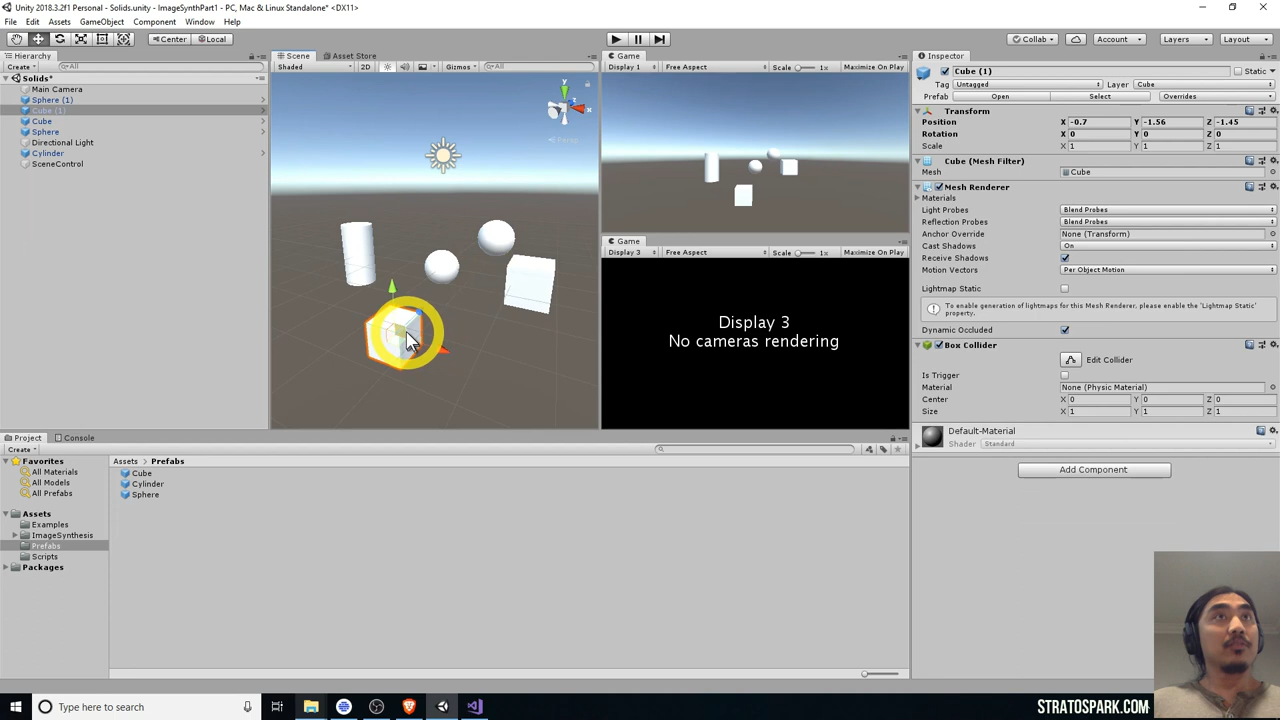 Unity 2018.3.2f1 Personal - Solids.unity - ImageSynthPart1 - PC, Mac & Linux Standalone* <DX11>
File Edit Assets GameObject Component Window Help
Center Local Collab Account Layers Layout
Hierarchy Scene Asset Store Game Inspector
Create All Shaded 2D Gizmos All Display 1 Free Aspect Scale 1x Maximize On Play Cube (1) Static
Solids*
Main Camera
Sphere (1)
Cube (1)
Cube
Sphere
Directional Light
Cylinder
SceneControl
y
x
Persp
Game
Display 3 Free Aspect Scale 1x Maximize On Play
Display 3
No cameras rendering
Tag Untagged Layer Cube
Prefab Open Select Overrides
Transform
Position X -0.7 Y -1.56 Z -1.45
Rotation X 0 Y 0 Z 0
Scale X 1 Y 1 Z 1
Cube (Mesh Filter)
Mesh Cube
Mesh Renderer
Materials
Light Probes Blend Probes
Reflection Probes Blend Probes
Anchor Override None (Transform)
Cast Shadows On
Receive Shadows
Motion Vectors Per Object Motion
Lightmap Static
To enable generation of lightmaps for this Mesh Renderer, please enable the 'Lightmap Static' property.
Dynamic Occluded
Box Collider
Edit Collider
Is Trigger
Material None (Physic Material)
Center X 0 Y 0 Z 0
Size X 1 Y 1 Z 1
Default-Material
Shader Standard
Add Component
Project Console
Create
Favorites
All Materials
All Models
All Prefabs
Assets
Examples
ImageSynthesis
Prefabs
Scripts
Packages
Assets Prefabs
Cube
Cylinder
Sphere
Type here to search
STRATOSPARK.COM